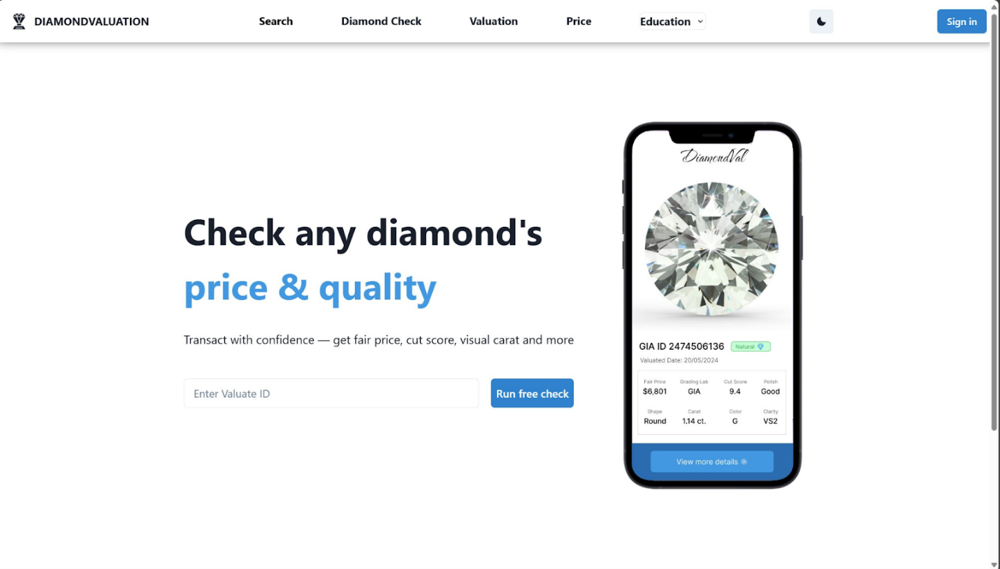 DIAMONDVALUATION
Search
Diamond Check
Valuation
Price
Education
Sign in
Check any diamond's
price & quality
Transact with confidence — get fair price, cut score, visual carat and more
Enter Valuate ID
Run free check
DiamondVal
GIA ID 2474506136 Natural
Valuated Date: 20/05/2024
Fair Price Grading Lab Cut Score Polish
$6,801 GIA 9.4 Good
Shape Carat Color Clarity
Round 1.14 ct. G VS2
View more details